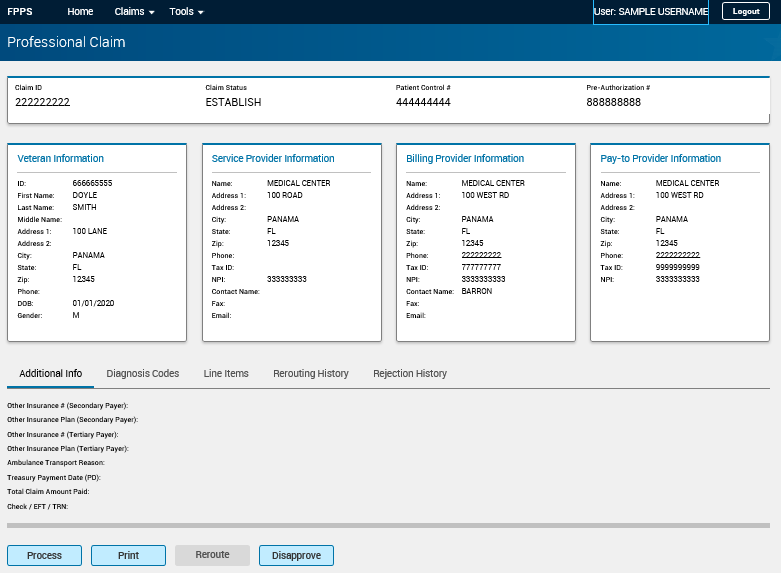 FPPS Home Claims Tools User: SAMPLE USERNAME Logout
Professional Claim
Claim ID Claim Status Patient Control # Pre-Authorization #
222222222 ESTABLISH 444444444 888888888
Veteran Information
ID: 666665555
First Name: DOYLE
Last Name: SMITH
Middle Name:
Address 1: 100 LANE
Address 2:
City: PANAMA
State: FL
Zip: 12345
Phone:
DOB: 01/01/2020
Gender: M
Service Provider Information
Name: MEDICAL CENTER
Address 1: 100 ROAD
Address 2:
City: PANAMA
State: FL
Zip: 12345
Phone:
Tax ID:
NPI: 333333333
Contact Name:
Fax:
Email:
Billing Provider Information
Name: MEDICAL CENTER
Address 1: 100 WEST RD
Address 2:
City: PANAMA
State: FL
Zip: 12345
Phone: 222222222
Tax ID: 777777777
NPI: 3333333333
Contact Name: BARRON
Fax:
Email:
Pay-to Provider Information
Name: MEDICAL CENTER
Address 1: 100 WEST RD
Address 2:
City: PANAMA
State: FL
Zip: 12345
Phone: 2222222222
Tax ID: 9999999999
NPI: 3333333333
Additional Info Diagnosis Codes Line Items Rerouting History Rejection History
Other Insurance # (Secondary Payer):
Other Insurance Plan (Secondary Payer):
Other Insurance # (Tertiary Payer):
Other Insurance Plan (Tertiary Payer):
Ambulance Transport Reason:
Treasury Payment Date (PD):
Total Claim Amount Paid:
Check / EFT / TRN:
Process Print Reroute Disapprove